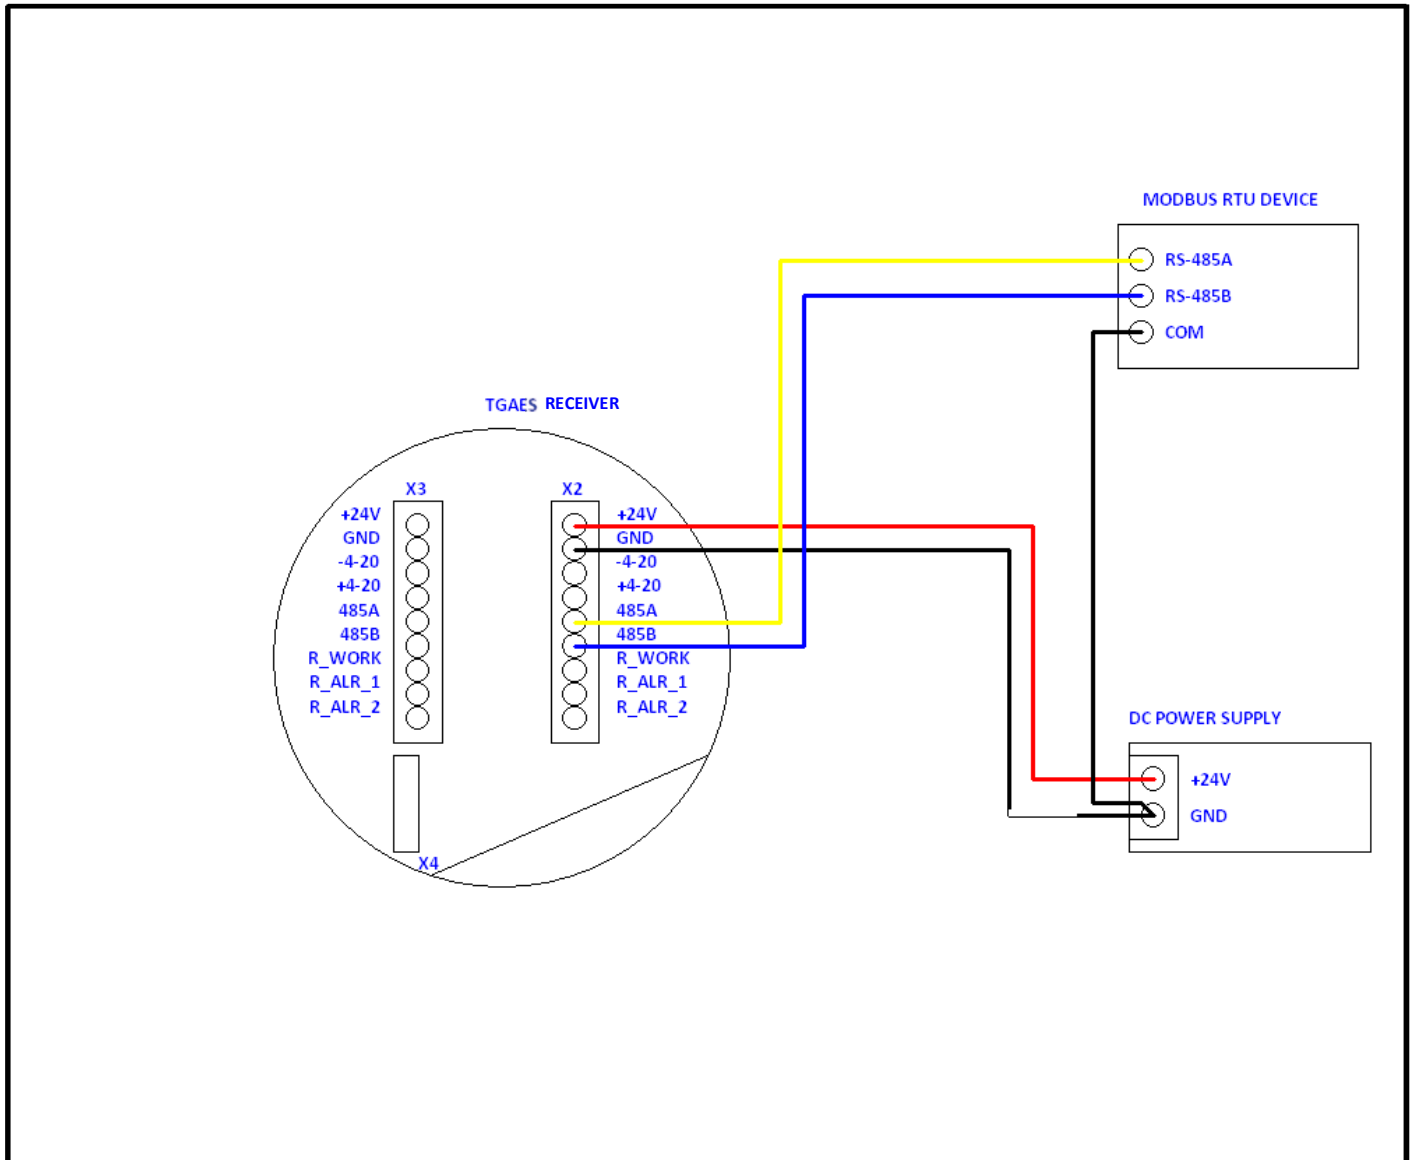 MODBUS RTU DEVICE
RS-485A
RS-485B
COM
TGAES RECEIVER
X3
+24V
GND
-4-20
+4-20
485A
485B
R_WORK
R_ALR_1
R_ALR_2
X2
+24V
GND
-4-20
+4-20
485A
485B
R_WORK
R_ALR_1
R_ALR_2
X4
DC POWER SUPPLY
+24V
GND